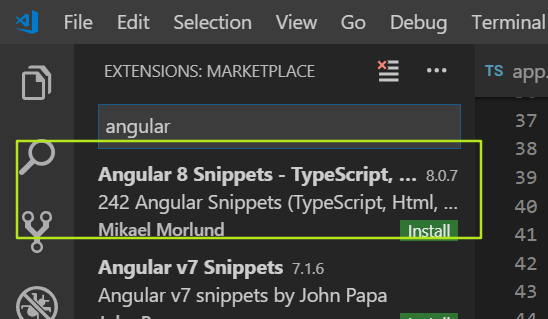 File Edit Selection View Go Debug Terminal
EXTENSIONS: MARKETPLACE
TS app.
angular
37
38
Angular 8 Snippets - TypeScript, ... 8.0.7
39
242 Angular Snippets (TypeScript, Html, ...
40
Mikael Morlund Install
41
Angular v7 Snippets 7.1.6
42
Angular v7 snippets by John Papa
43
44